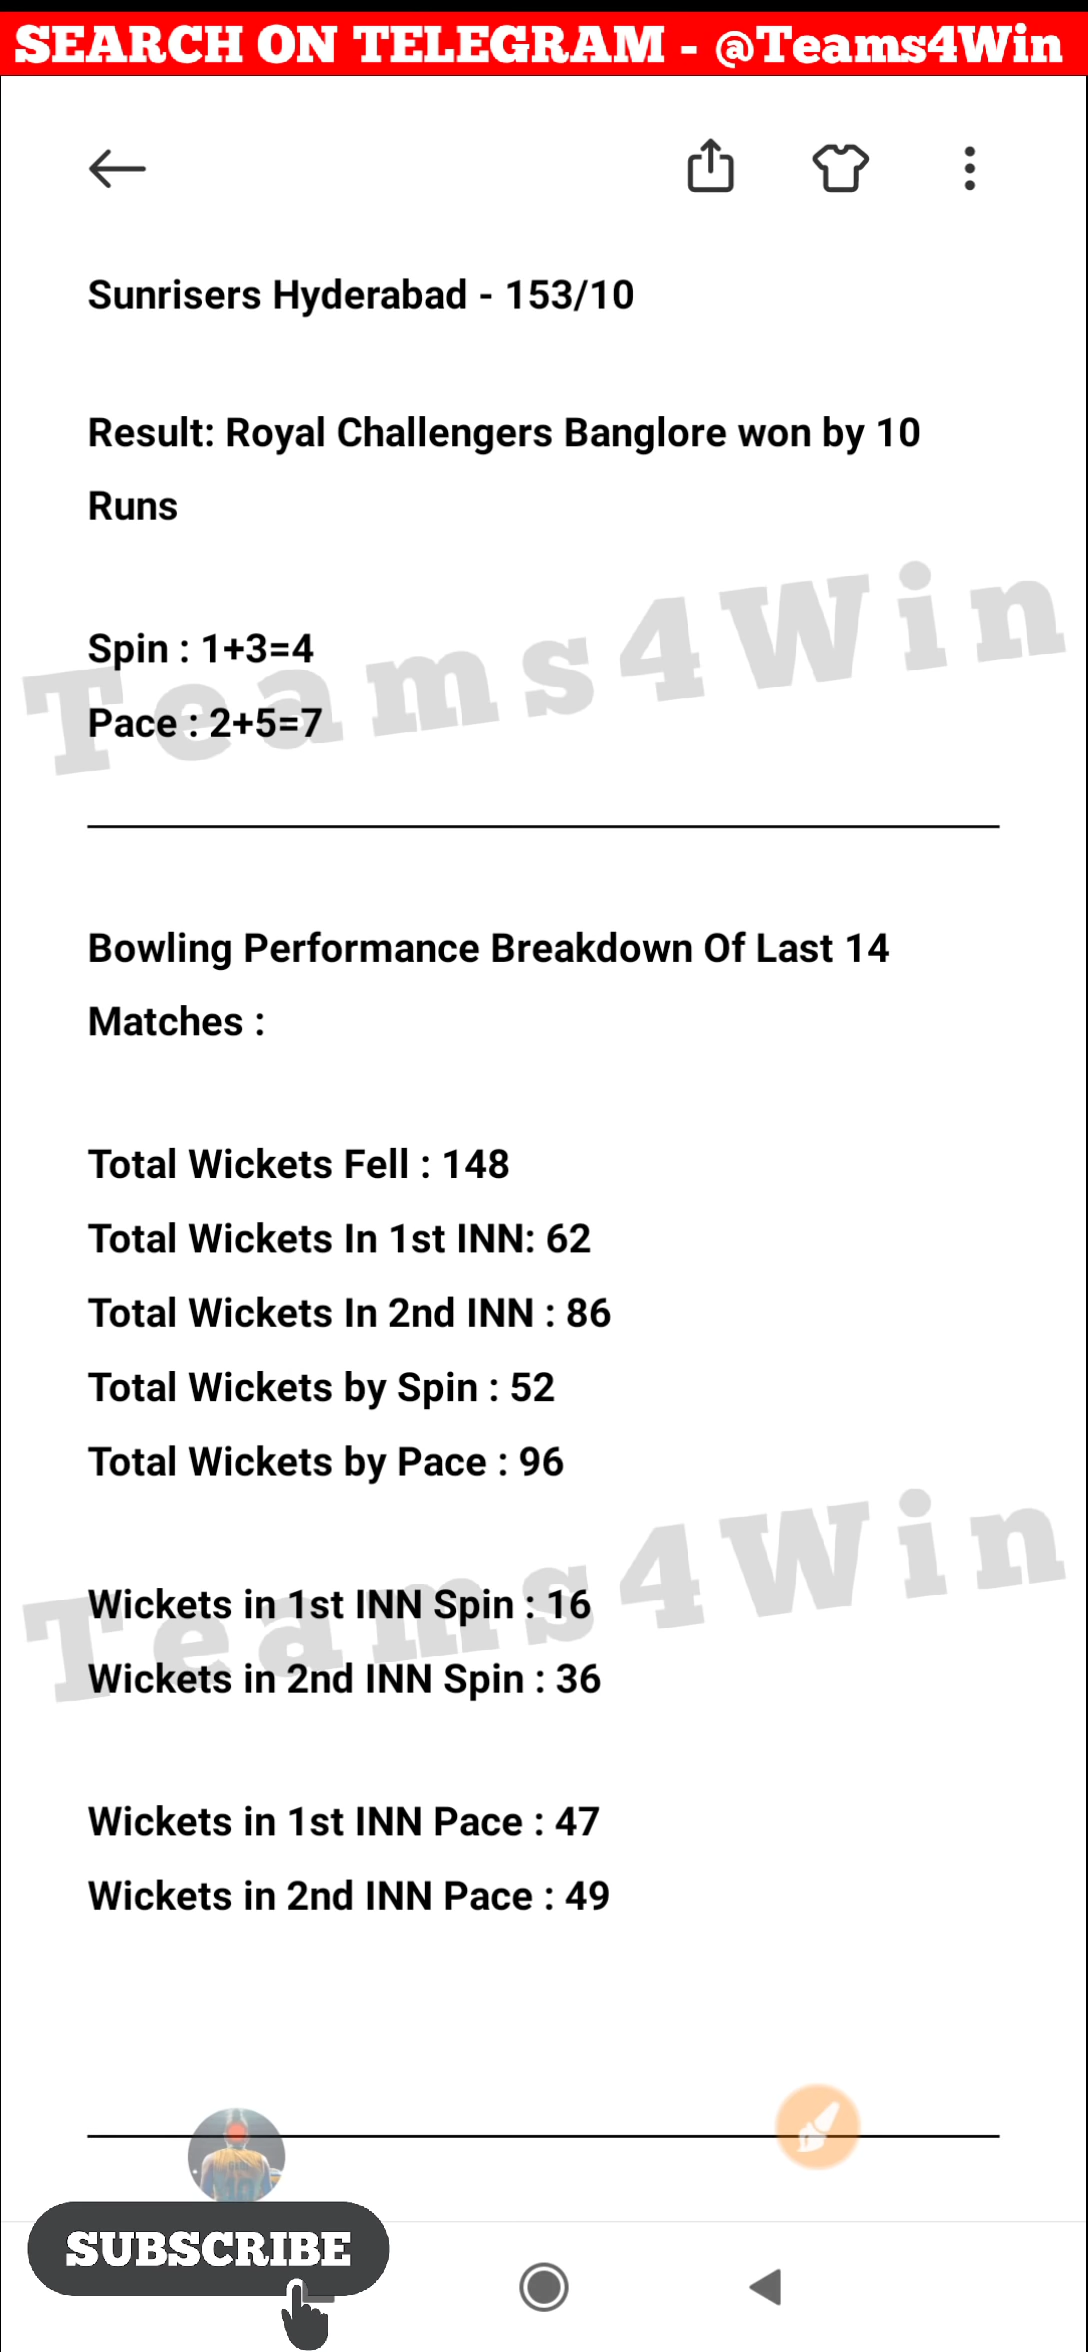 SEARCH ON TELEGRAM - @Teams4Win
Sunrisers Hyderabad - 153/10
Result: Royal Challengers Banglore won by 10
Runs
Spin : 1+3=4
Pace : 2+5=7
Teams4Win
Bowling Performance Breakdown Of Last 14
Matches :
Total Wickets Fell : 148
Total Wickets In 1st INN: 62
Total Wickets In 2nd INN : 86
Total Wickets by Spin : 52
Total Wickets by Pace : 96
Wickets in 1st INN Spin : 16
Wickets in 2nd INN Spin : 36
Teams4Win
Wickets in 1st INN Pace : 47
Wickets in 2nd INN Pace : 49
SUBSCRIBE